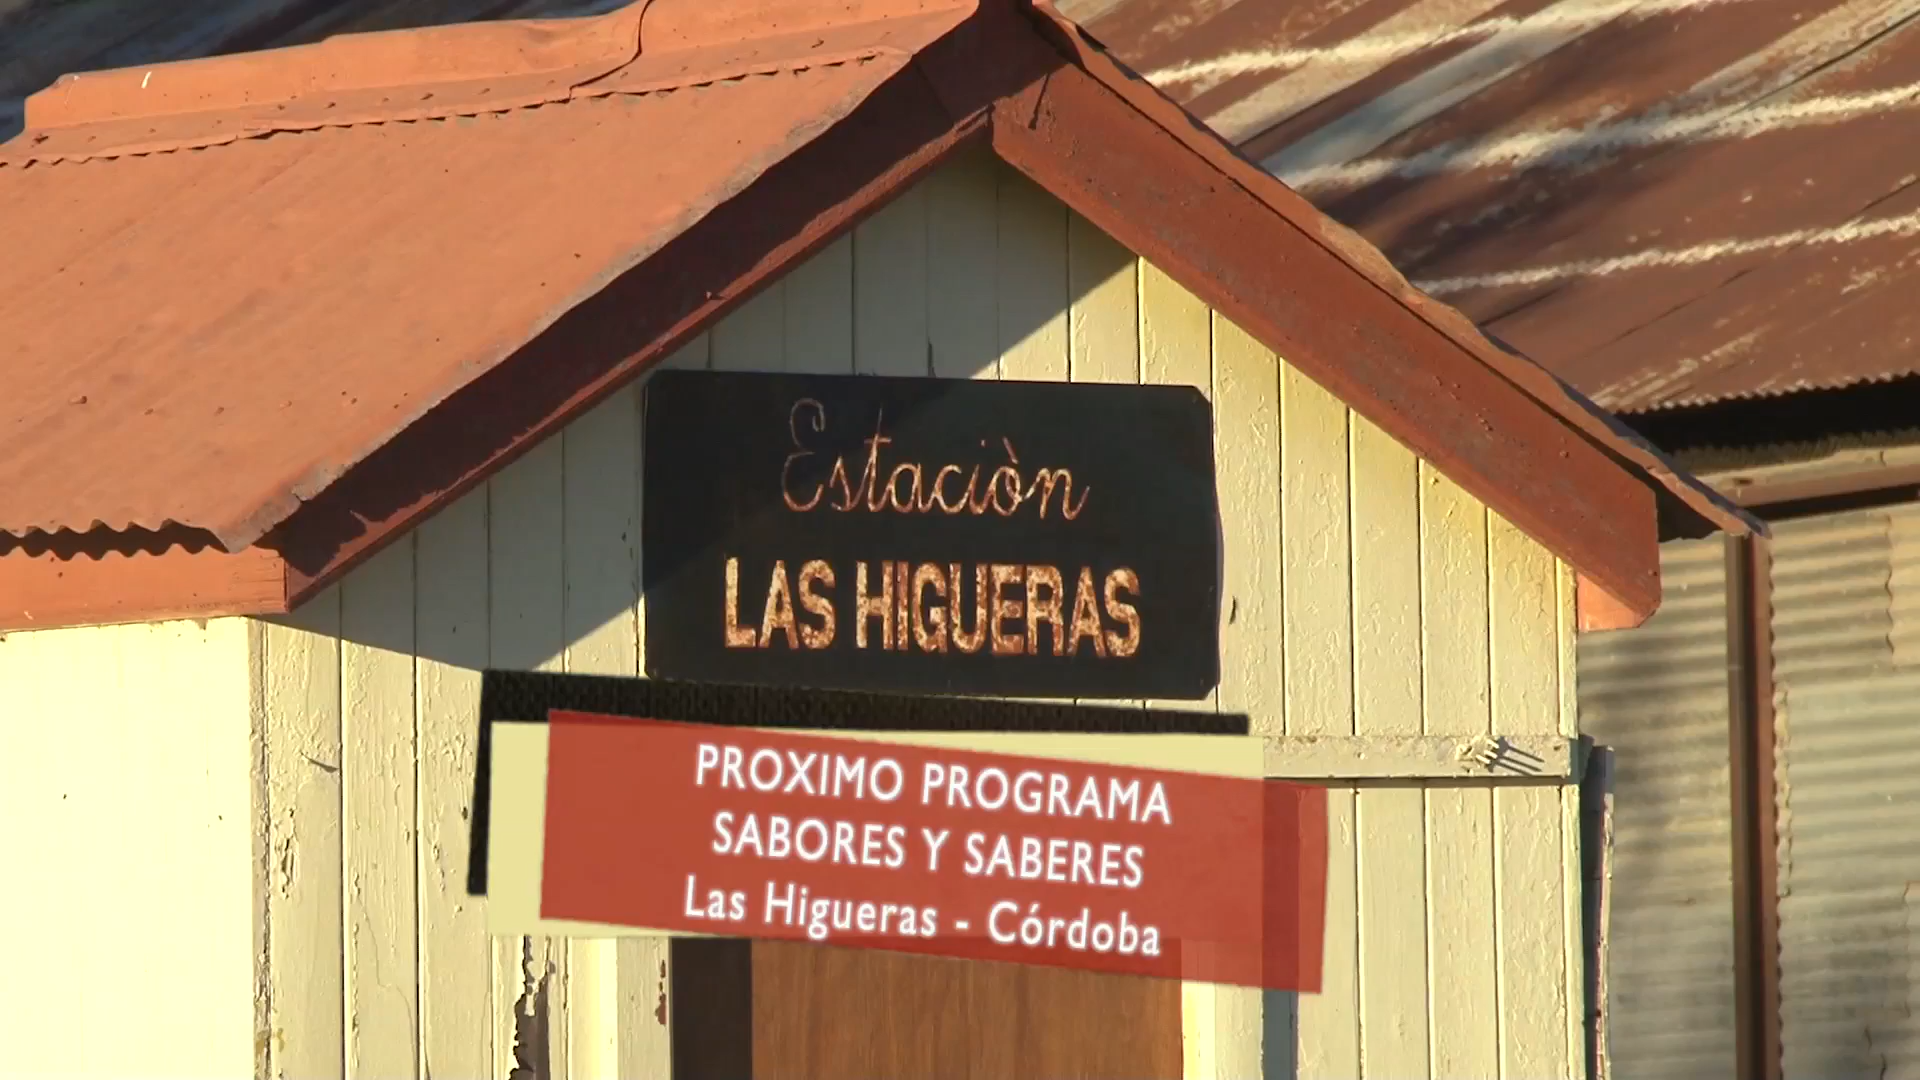 Estaciòn
LAS HIGUERAS
PROXIMO PROGRAMA
SABORES Y SABERES
Las Higueras - Córdoba